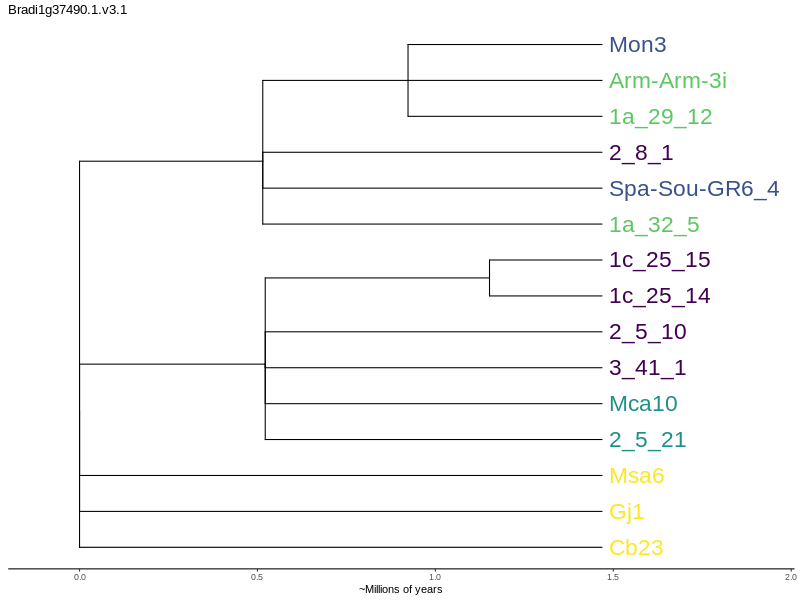 Bradi1g37490.1.v3.1
Mon3
Arm-Arm-3i
1a_29_12
2_8_1
Spa-Sou-GR6_4
1a_32_5
1c_25_15
1c_25_14
2_5_10
3_41_1
Mca10
2_5_21
Msa6
Gj1
Cb23
0.0 0.5 1.0 1.5 2.0
~Millions of years